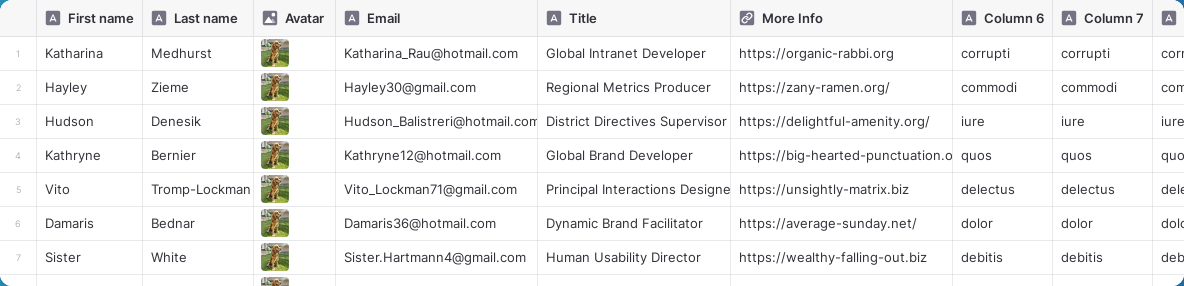 First name Last name Avatar Email Title More Info Column 6 Column 7
1 Katharina Medhurst Katharina_Rau@hotmail.com Global Intranet Developer https://organic-rabbi.org corrupti corrupti corr
2 Hayley Zieme Hayley30@gmail.com Regional Metrics Producer https://zany-ramen.org/ commodi commodi com
3 Hudson Denesik Hudson_Balistreri@hotmail.com District Directives Supervisor https://delightful-amenity.org/ iure iure iure
4 Kathryne Bernier Kathryne12@hotmail.com Global Brand Developer https://big-hearted-punctuation.o quos quos quo
5 Vito Tromp-Lockman Vito_Lockman71@gmail.com Principal Interactions Designe https://unsightly-matrix.biz delectus delectus dele
6 Damaris Bednar Damaris36@hotmail.com Dynamic Brand Facilitator https://average-sunday.net/ dolor dolor dolo
7 Sister White Sister.Hartmann4@gmail.com Human Usability Director https://wealthy-falling-out.biz debitis debitis deb